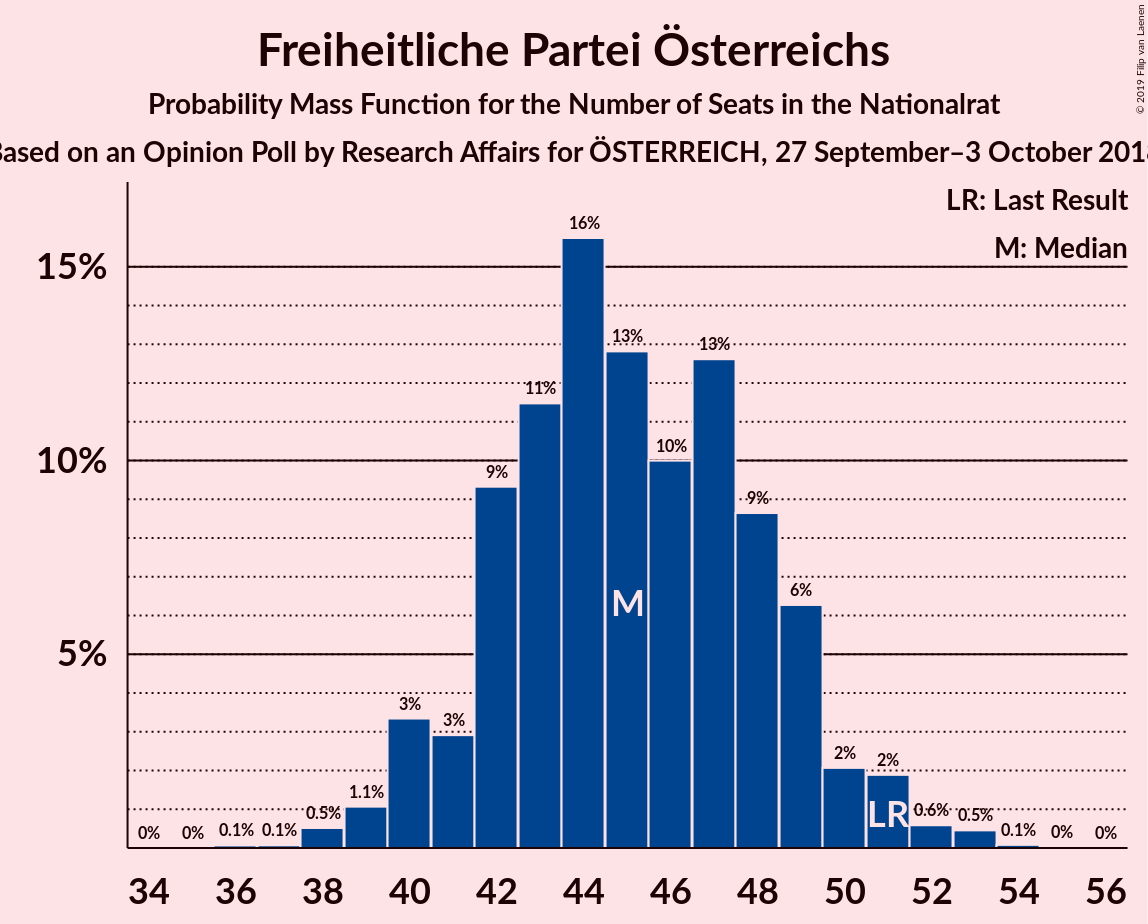 Freiheitliche Partei Österreichs
Probability Mass Function for the Number of Seats in the Nationalrat
on an Opinion Poll by Research Affairs for ÖSTERREICH, 27 September–3 October
© 2019 Filip van Laenen
LR: Last Result
M: Median
15%
10%
5%
0% 0% 0.1% 0.1% 0.5% 1.1% 3% 3% 9% 11% 16% 13% 10% 13% 9% 6% 2% 2% 0.6% 0.5% 0.1% 0% 0%
M
LR
34 36 38 40 42 44 46 48 50 52 54 56